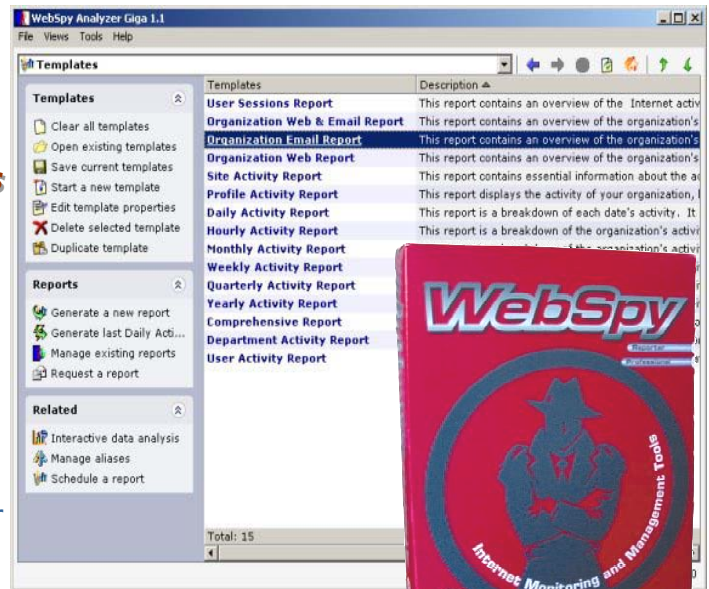 WebSpy Analyzer Giga 1.1
File Views Tools Help
Templates
Templates
Clear all templates
Open existing templates
Save current templates
Start a new template
Edit template properties
Delete selected template
Duplicate template
Reports
Generate a new report
Generate last Daily Acti...
Manage existing reports
Request a report
Related
Interactive data analysis
Manage aliases
Schedule a report
Templates Description
User Sessions Report This report contains an overview of the Internet activ
Organization Web & Email Report This report contains an overview of the organization's
Organization Email Report This report contains an overview of the organization's
Organization Web Report This report contains an overview of the organization's
Site Activity Report This report contains essential information about the
Profile Activity Report This report displays the activity of your organization,
Daily Activity Report This report is a breakdown of each date's activity. It
Hourly Activity Report This report is a breakdown of the organization's activi
Monthly Activity Report
Weekly Activity Report
Quarterly Activity Report
Yearly Activity Report
Comprehensive Report
Department Activity Report
User Activity Report
Total: 15
WebSpy
Reporter
Professional
Internet Monitoring and Management Tools